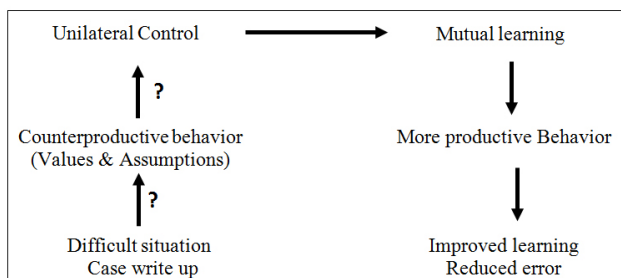 Unilateral Control
Mutual learning
?
Counterproductive behavior
(Values & Assumptions)
More productive Behavior
?
Difficult situation
Case write up
Improved learning
Reduced error